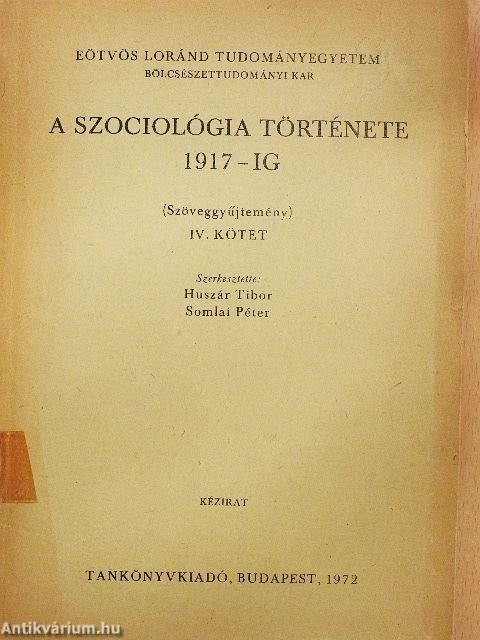 EÖTVÖS LORÁND TUDOMÁNYEGYETEM
BÖLCSÉSZETTUDOMÁNYI KAR
A SZOCIOLÓGIA TÖRTÉNETE
1917-IG
(Szöveggyűjtemény)
IV. KÖTET
Szerkesztette:
Huszár Tibor
Somlai Péter
KÉZIRAT
TANKÖNYVKIADÓ, BUDAPEST, 1972
Antikvárium.hu